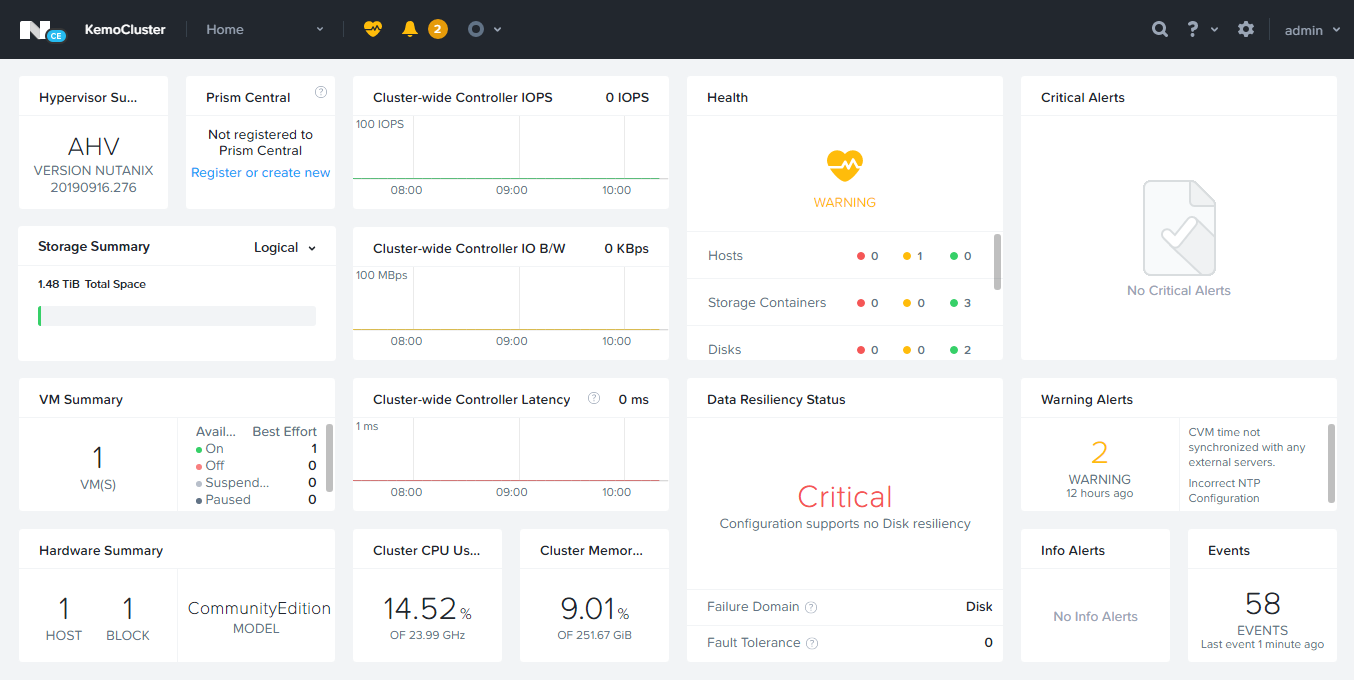 N CE KemoCluster Home 2 ? admin
Hypervisor Su...
AHV
VERSION NUTANIX
20190916.276
Prism Central ?
Not registered to
Prism Central
Register or create new
Cluster-wide Controller IOPS 0 IOPS
100 IOPS
08:00 09:00 10:00
Health
WARNING
Hosts 0 1 0
Storage Containers 0 0 3
Disks 0 0 2
Critical Alerts
No Critical Alerts
Storage Summary Logical
1.48 TiB Total Space
Cluster-wide Controller IO B/W 0 KBps
100 MBps
08:00 09:00 10:00
VM Summary
1
VM(S)
Avail... Best Effort
On 1
Off 0
Suspend... 0
Paused 0
Cluster-wide Controller Latency ? 0 ms
1 ms
08:00 09:00 10:00
Data Resiliency Status
Critical
Configuration supports no Disk resiliency
Failure Domain ? Disk
Fault Tolerance ? 0
Warning Alerts
2
WARNING
12 hours ago
CVM time not
synchronized with any
external servers.
Incorrect NTP
Configuration
Hardware Summary
1 HOST
1 BLOCK
CommunityEdition
MODEL
Cluster CPU Us...
14.52 %
OF 23.99 GHz
Cluster Memor...
9.01 %
OF 251.67 GiB
Info Alerts
No Info Alerts
Events
58
EVENTS
Last event 1 minute ago